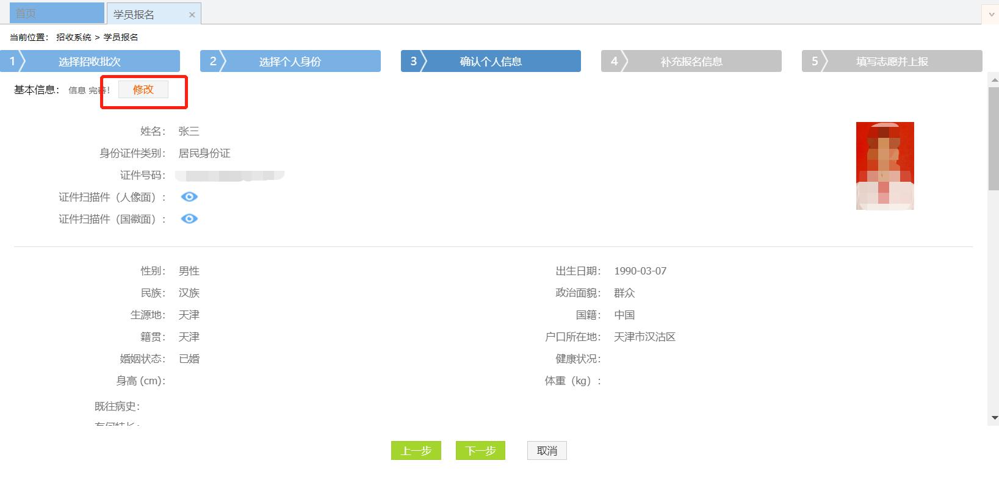 首页 学员报名 ×
当前位置： 招收系统 > 学员报名
1 选择招收批次 2 选择个人身份 3 确认个人信息 4 补充报名信息 5 填写志愿并上报
基本信息： 信息 完善！ 修改
姓名： 张三
身份证件类别： 居民身份证
证件号码：
证件扫描件（人像面）：
证件扫描件（国徽面）：
性别： 男性 出生日期： 1990-03-07
民族： 汉族 政治面貌： 群众
生源地： 天津 国籍： 中国
籍贯： 天津 户口所在地： 天津市汉沽区
婚姻状态： 已婚 健康状况：
身高 (cm)： 体重（kg）：
既往病史：
有何特长：
上一步 下一步 取消